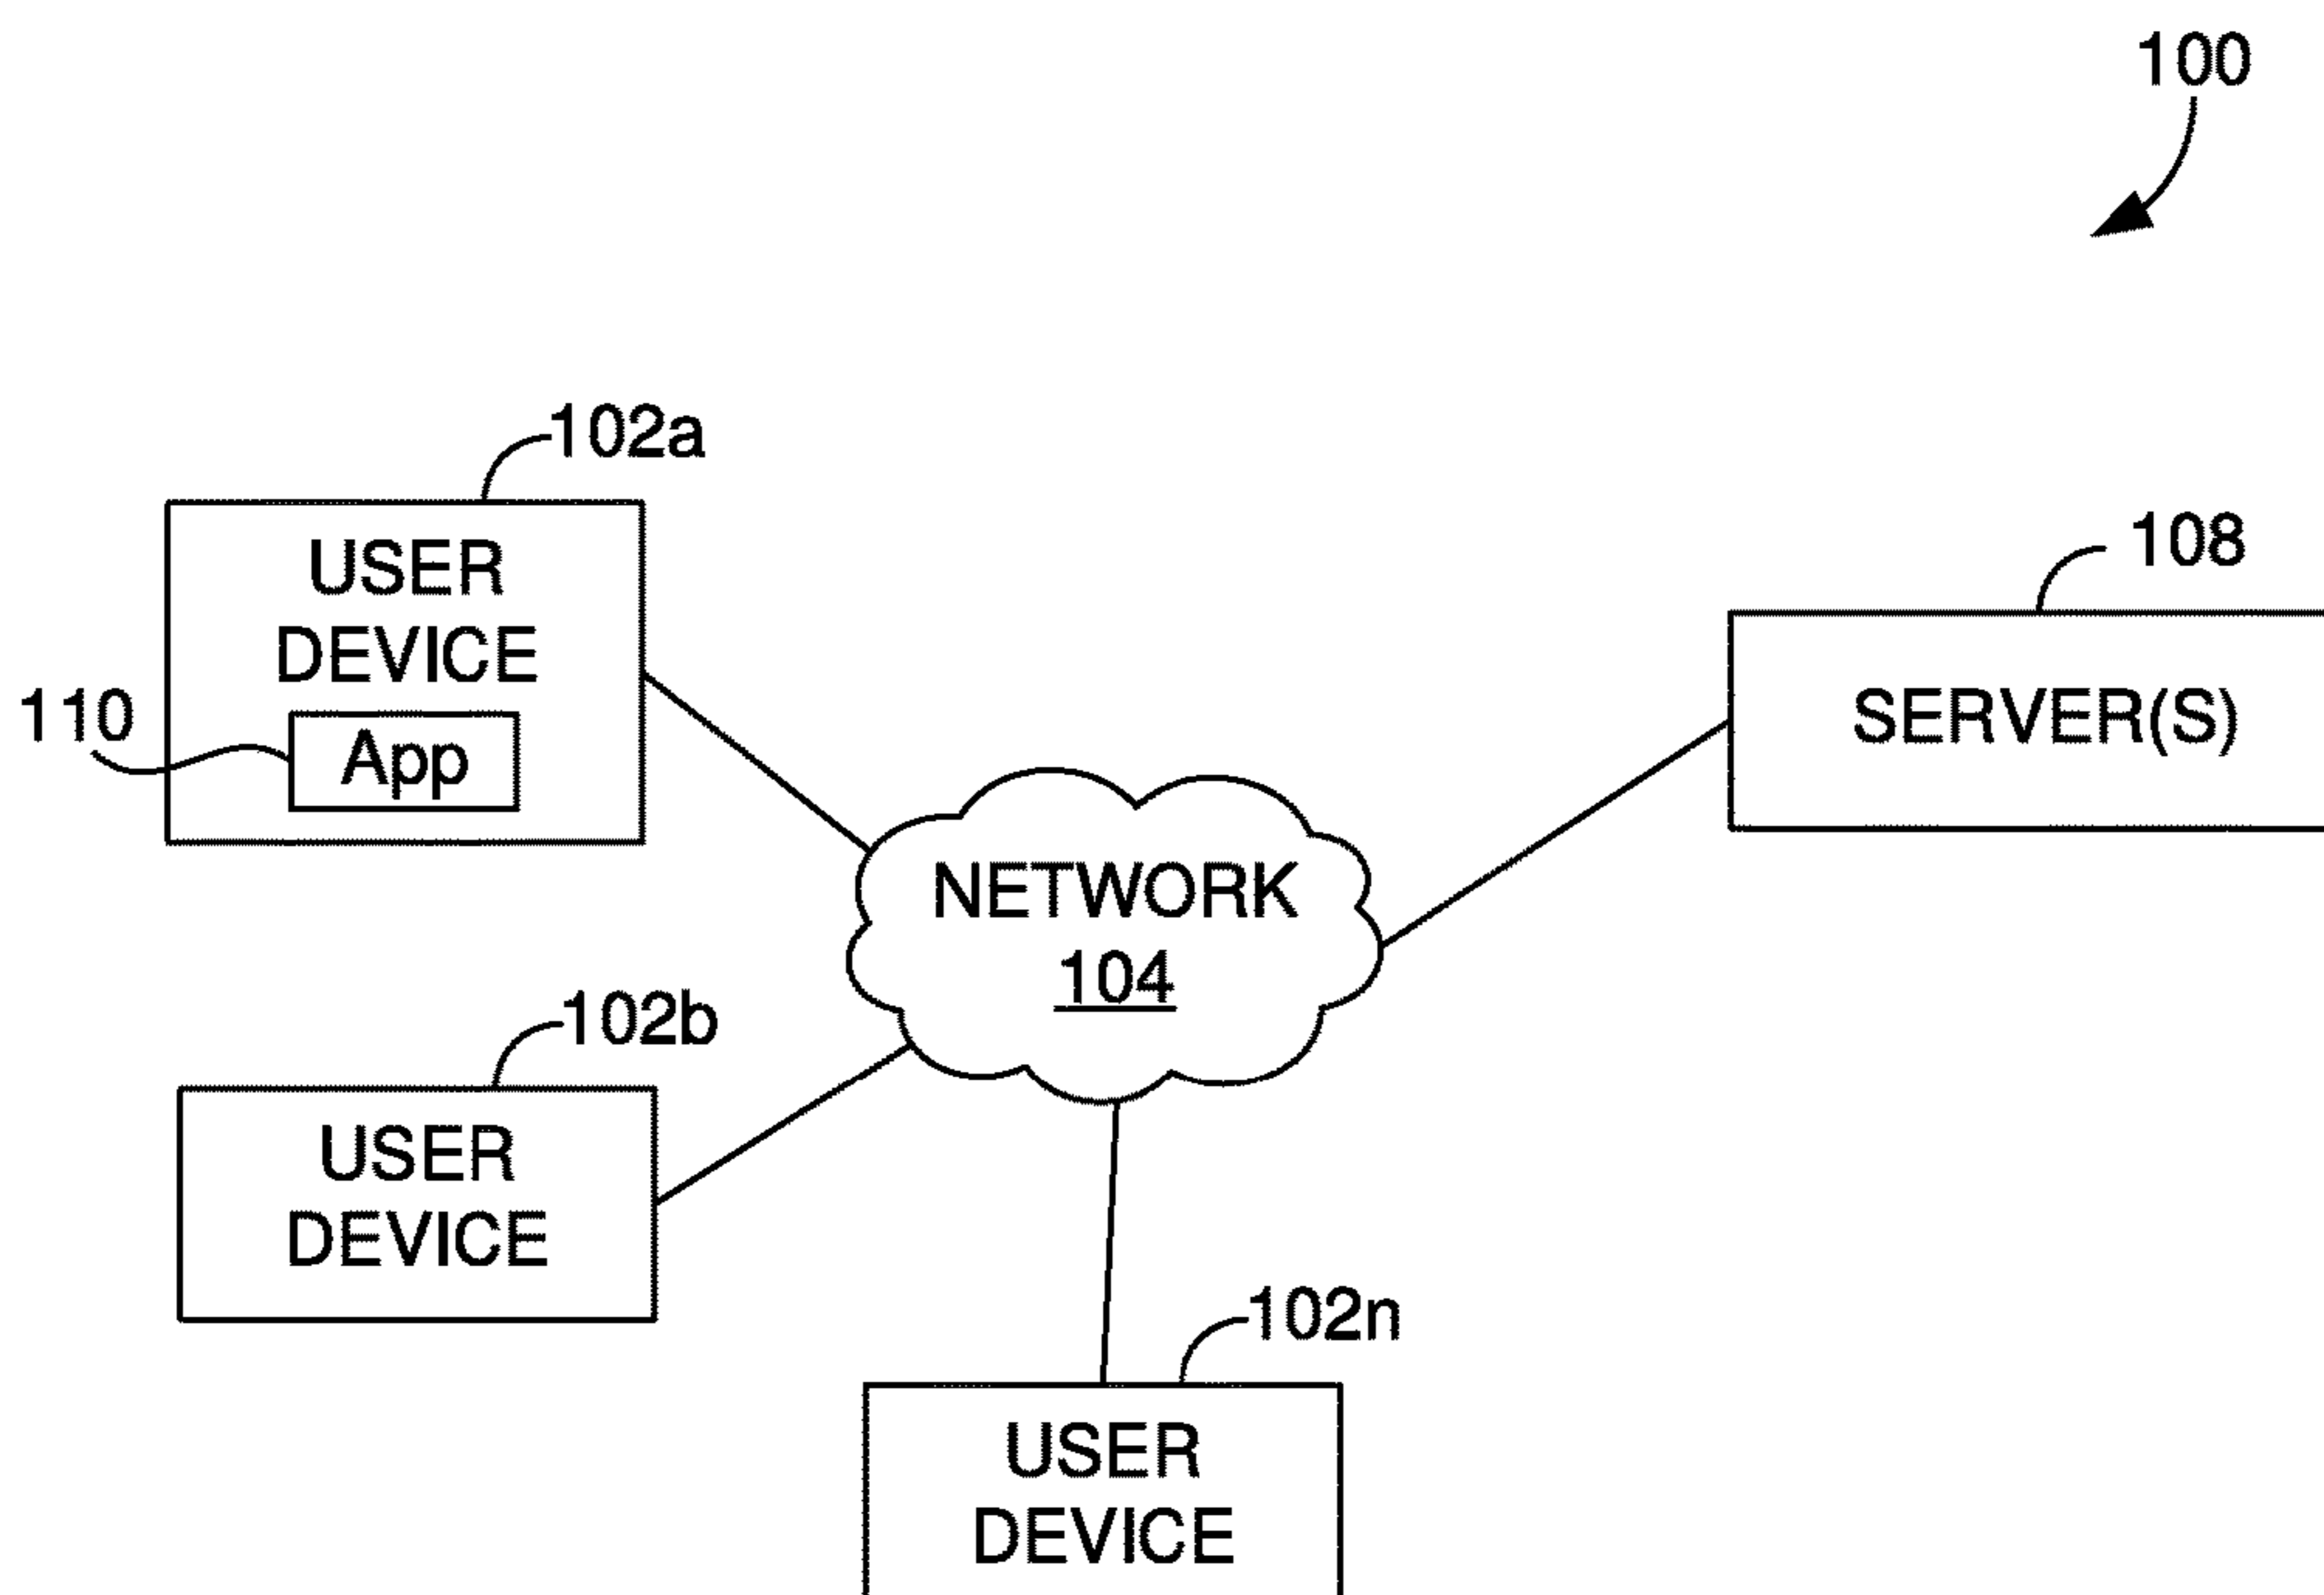 100
102a
USER
DEVICE
110
App
108
SERVER(S)
NETWORK
104
102b
USER
DEVICE
102n
USER
DEVICE